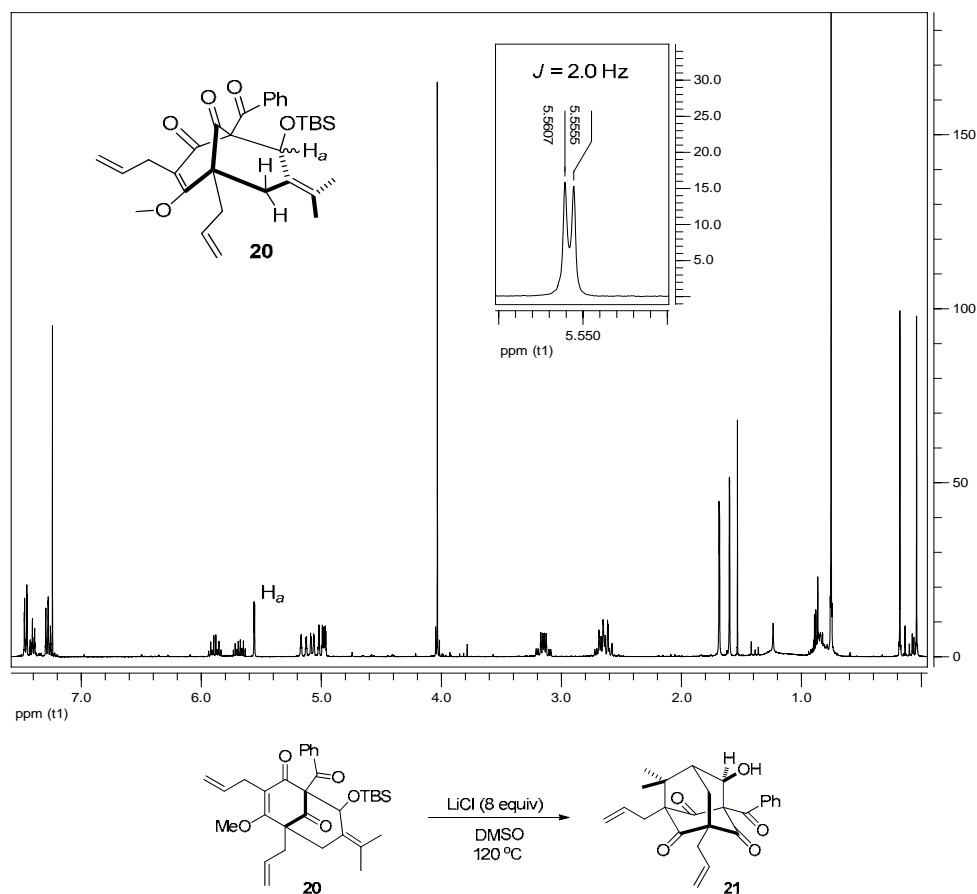 O
O
Ph
O
OTBS
H
Ha
O
H
20
J = 2.0 Hz
5.5607
5.5555
30.0
25.0
20.0
15.0
10.0
5.0
5.550
ppm (t1)
150
100
50
0
Ha
7.0 6.0 5.0 4.0 3.0 2.0 1.0
ppm (t1)
O
Ph
O
OTBS
MeO
O
20
LiCl (8 equiv)
DMSO
120 ºC
H
OH
O
Ph
O
O
O
21